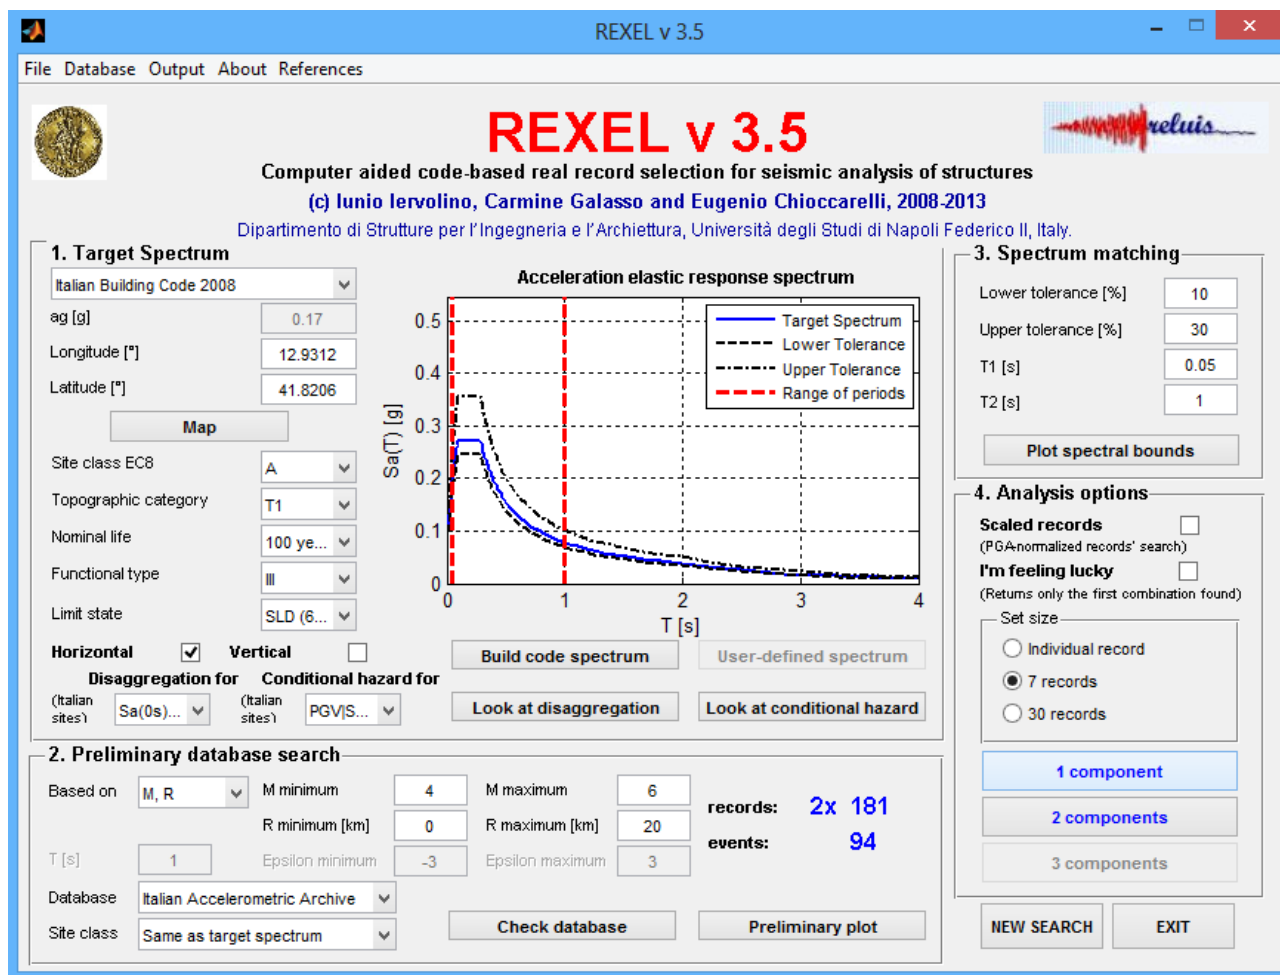 REXEL v 3.5
File Database Output About References
REXEL v 3.5
reluis
Computer aided code-based real record selection for seismic analysis of structures
(c) Iunio Iervolino, Carmine Galasso and Eugenio Chioccarelli, 2008-2013
Dipartimento di Strutture per l'Ingegneria e l'Archiettura, Università degli Studi di Napoli Federico II, Italy.
1. Target Spectrum
Italian Building Code 2008
ag [g] 0.17
Longitude [°] 12.9312
Latitude [°] 41.8206
Map
Site class EC8 A
Topographic category T1
Nominal life 100 ye...
Functional type III
Limit state SLD (6...
Horizontal Vertical
Disaggregation for Conditional hazard for
(Italian sites) Sa(0s)... (Italian sites) PGV|S...
Acceleration elastic response spectrum
Target Spectrum
Lower Tolerance
Upper Tolerance
Range of periods
Sa(T) [g]
0.5
0.4
0.3
0.2
0.1
0
0 1 2 3 4
T [s]
Build code spectrum User-defined spectrum
Look at disaggregation Look at conditional hazard
2. Preliminary database search
Based on M, R M minimum 4 M maximum 6
R minimum [km] 0 R maximum [km] 20
T [s] 1 Epsilon minimum -3 Epsilon maximum 3
records: 2x 181
events: 94
Database Italian Accelerometric Archive
Site class Same as target spectrum
Check database Preliminary plot
3. Spectrum matching
Lower tolerance [%] 10
Upper tolerance [%] 30
T1 [s] 0.05
T2 [s] 1
Plot spectral bounds
4. Analysis options
Scaled records
(PGA-normalized records' search)
I'm feeling lucky
(Returns only the first combination found)
Set size
Individual record
7 records
30 records
1 component
2 components
3 components
NEW SEARCH EXIT